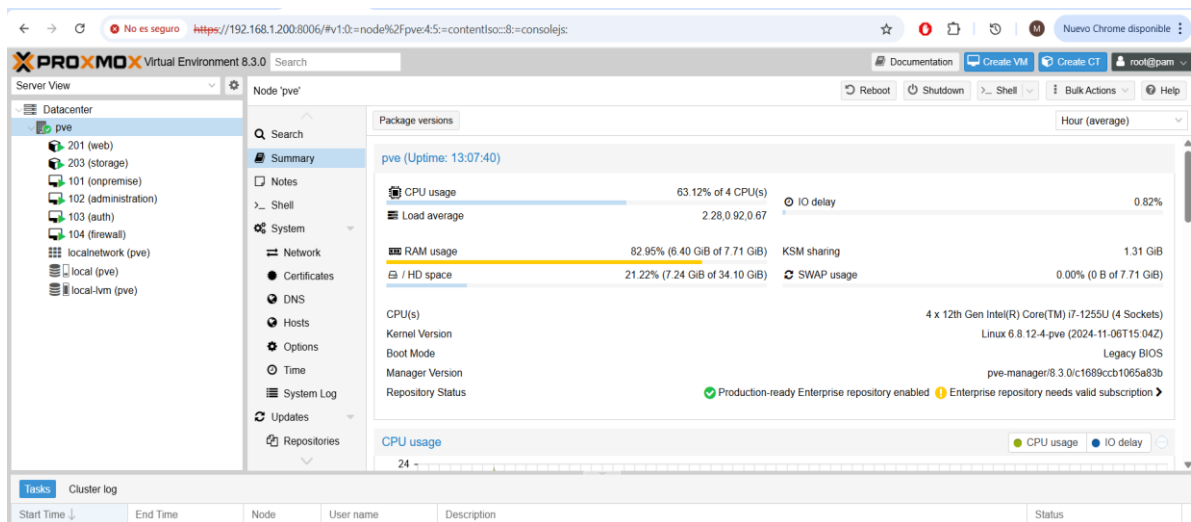 No es seguro https://192.168.1.200:8006/#v1:0:=node%2Fpve:4:5:=contentIso:::8:=consolejs: M Nuevo Chrome disponible
PROXMOX Virtual Environment 8.3.0 Search Documentation Create VM Create CT root@pam
Server View Node 'pve' Reboot Shutdown Shell Bulk Actions Help
Datacenter
pve
201 (web)
203 (storage)
101 (onpremise)
102 (administration)
103 (auth)
104 (firewall)
localnetwork (pve)
local (pve)
local-lvm (pve)
Search
Summary
Notes
Shell
System
Network
Certificates
DNS
Hosts
Options
Time
System Log
Updates
Repositories
Package versions Hour (average)
pve (Uptime: 13:07:40)
CPU usage 63.12% of 4 CPU(s) IO delay 0.82%
Load average 2.28,0.92,0.67
RAM usage 82.95% (6.40 GiB of 7.71 GiB) KSM sharing 1.31 GiB
/ HD space 21.22% (7.24 GiB of 34.10 GiB) SWAP usage 0.00% (0 B of 7.71 GiB)
CPU(s) 4 x 12th Gen Intel(R) Core(TM) i7-1255U (4 Sockets)
Kernel Version Linux 6.8.12-4-pve (2024-11-06T15:04Z)
Boot Mode Legacy BIOS
Manager Version pve-manager/8.3.0/c1689ccb1065a83b
Repository Status Production-ready Enterprise repository enabled Enterprise repository needs valid subscription
CPU usage CPU usage IO delay
24
Tasks Cluster log
Start Time End Time Node User name Description Status